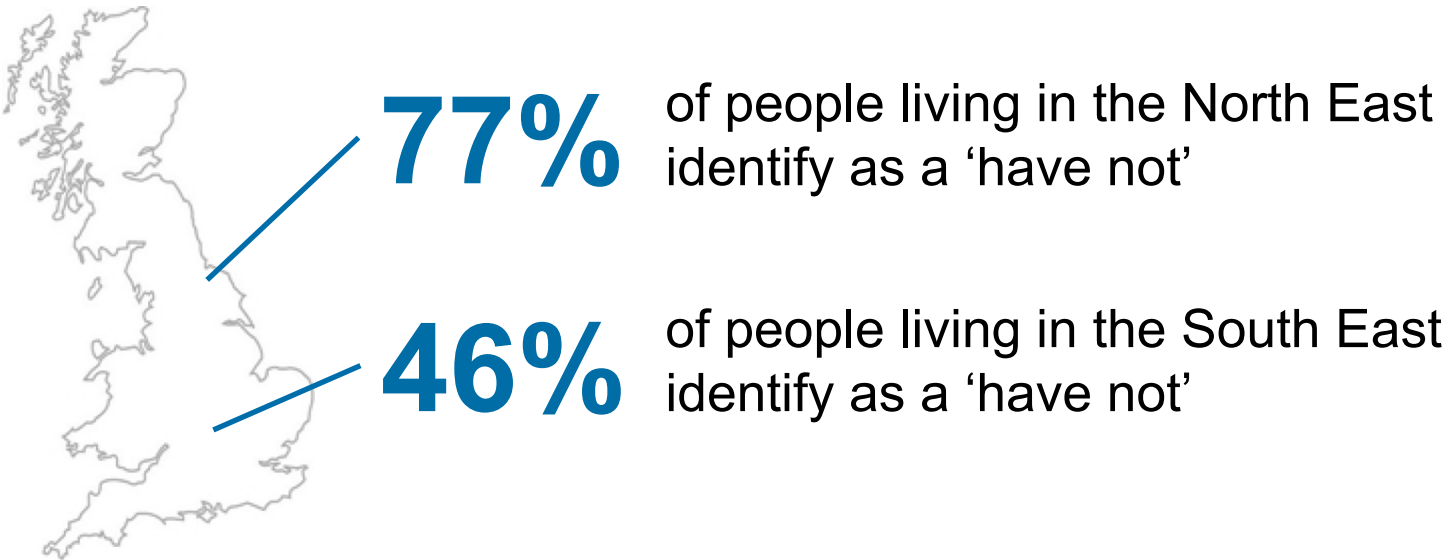 77%
of people living in the North East
identify as a ‘have not’
46%
of people living in the South East
identify as a ‘have not’